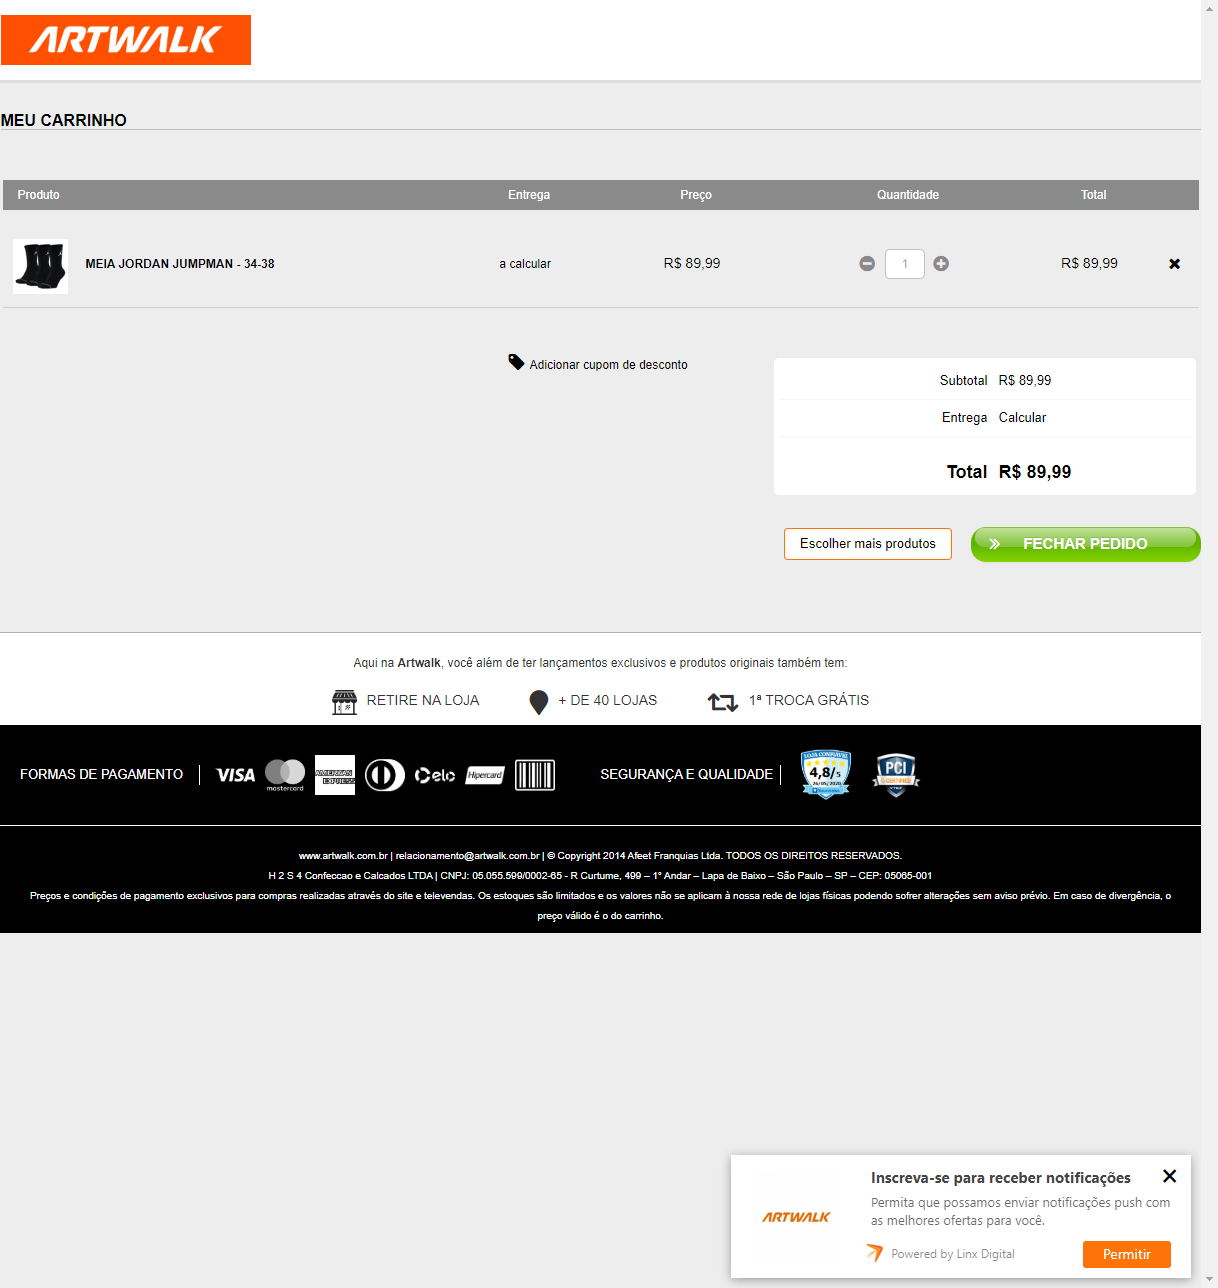 ARTWALK
MEU CARRINHO
Produto Entrega Preço Quantidade Total
MEIA JORDAN JUMPMAN - 34-38 a calcular R$ 89,99 1 R$ 89,99
Adicionar cupom de desconto
Subtotal R$ 89,99
Entrega Calcular
Total R$ 89,99
Escolher mais produtos
FECHAR PEDIDO
Aqui na Artwalk, você além de ter lançamentos exclusivos e produtos originais também tem:
RETIRE NA LOJA + DE 40 LOJAS 1ª TROCA GRÁTIS
FORMAS DE PAGAMENTO VISA mastercard AMERICAN EXPRESS elo Hipercard
SEGURANÇA E QUALIDADE LOJA CONFIÁVEL 4,8/5 PCI CERTIFIED
www.artwalk.com.br | relacionamento@artwalk.com.br | © Copyright 2014 Afeet Franquias Ltda. TODOS OS DIREITOS RESERVADOS.
H 2 S 4 Confeccao e Calcados LTDA | CNPJ: 05.055.599/0002-65 - R Curtume, 499 – 1° Andar – Lapa de Baixo – São Paulo – SP – CEP: 05065-001
Preços e condições de pagamento exclusivos para compras realizadas através do site e televendas. Os estoques são limitados e os valores não se aplicam à nossa rede de lojas físicas podendo sofrer alterações sem aviso prévio. Em caso de divergência, o
preço válido é o do carrinho.
Inscreva-se para receber notificações
Permita que possamos enviar notificações push com
as melhores ofertas para você.
ARTWALK
Powered by Linx Digital
Permitir